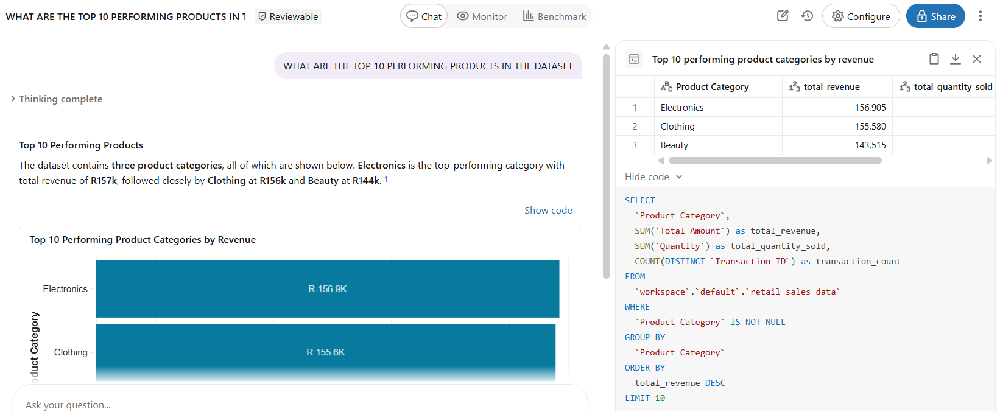 WHAT ARE THE TOP 10 PERFORMING PRODUCTS IN T
Reviewable
Chat
Monitor
Benchmark
Configure
Share
WHAT ARE THE TOP 10 PERFORMING PRODUCTS IN THE DATASET
Thinking complete
Top 10 Performing Products
The dataset contains three product categories, all of which are shown below. Electronics is the top-performing category with
total revenue of R157k, followed closely by Clothing at R156k and Beauty at R144k. 1
Show code
Top 10 Performing Product Categories by Revenue
Electronics
R 156.9K
Clothing
R 155.6K
oduct Category
Ask your question...
Top 10 performing product categories by revenue
ABC Product Category
123 total_revenue
123 total_quantity_sold
1 Electronics 156,905
2 Clothing 155,580
3 Beauty 143,515
Hide code
SELECT
`Product Category`,
SUM(`Total Amount`) as total_revenue,
SUM(`Quantity`) as total_quantity_sold,
COUNT(DISTINCT `Transaction ID`) as transaction_count
FROM
`workspace`.`default`.`retail_sales_data`
WHERE
`Product Category` IS NOT NULL
GROUP BY
`Product Category`
ORDER BY
total_revenue DESC
LIMIT 10